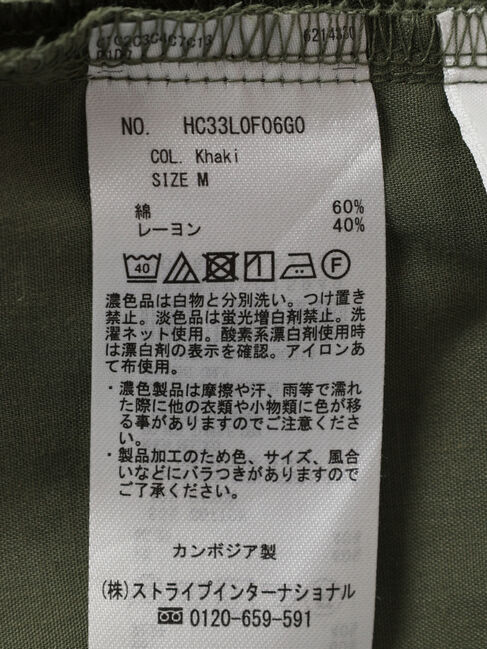 NO. HC33L0F06G0
COL. Khaki
SIZE M
綿 60%
レーヨン 40%
40
F
濃色品は白物と分別洗い。つけ置き
禁止。淡色品は蛍光増白剤禁止。洗
濯ネット使用。酸素系漂白剤使用時
は漂白剤の表示を確認。アイロンあ
て布使用。
・濃色製品は摩擦や汗、雨等で濡れ
た際に他の衣類や小物類に色が移
る事がありますのでご注意くださ
い。
・製品加工のため色、サイズ、風合
いなどにバラつきがありますので
ご了承ください。
カンボジア製
(株)ストライプインターナショナル
0120-659-591